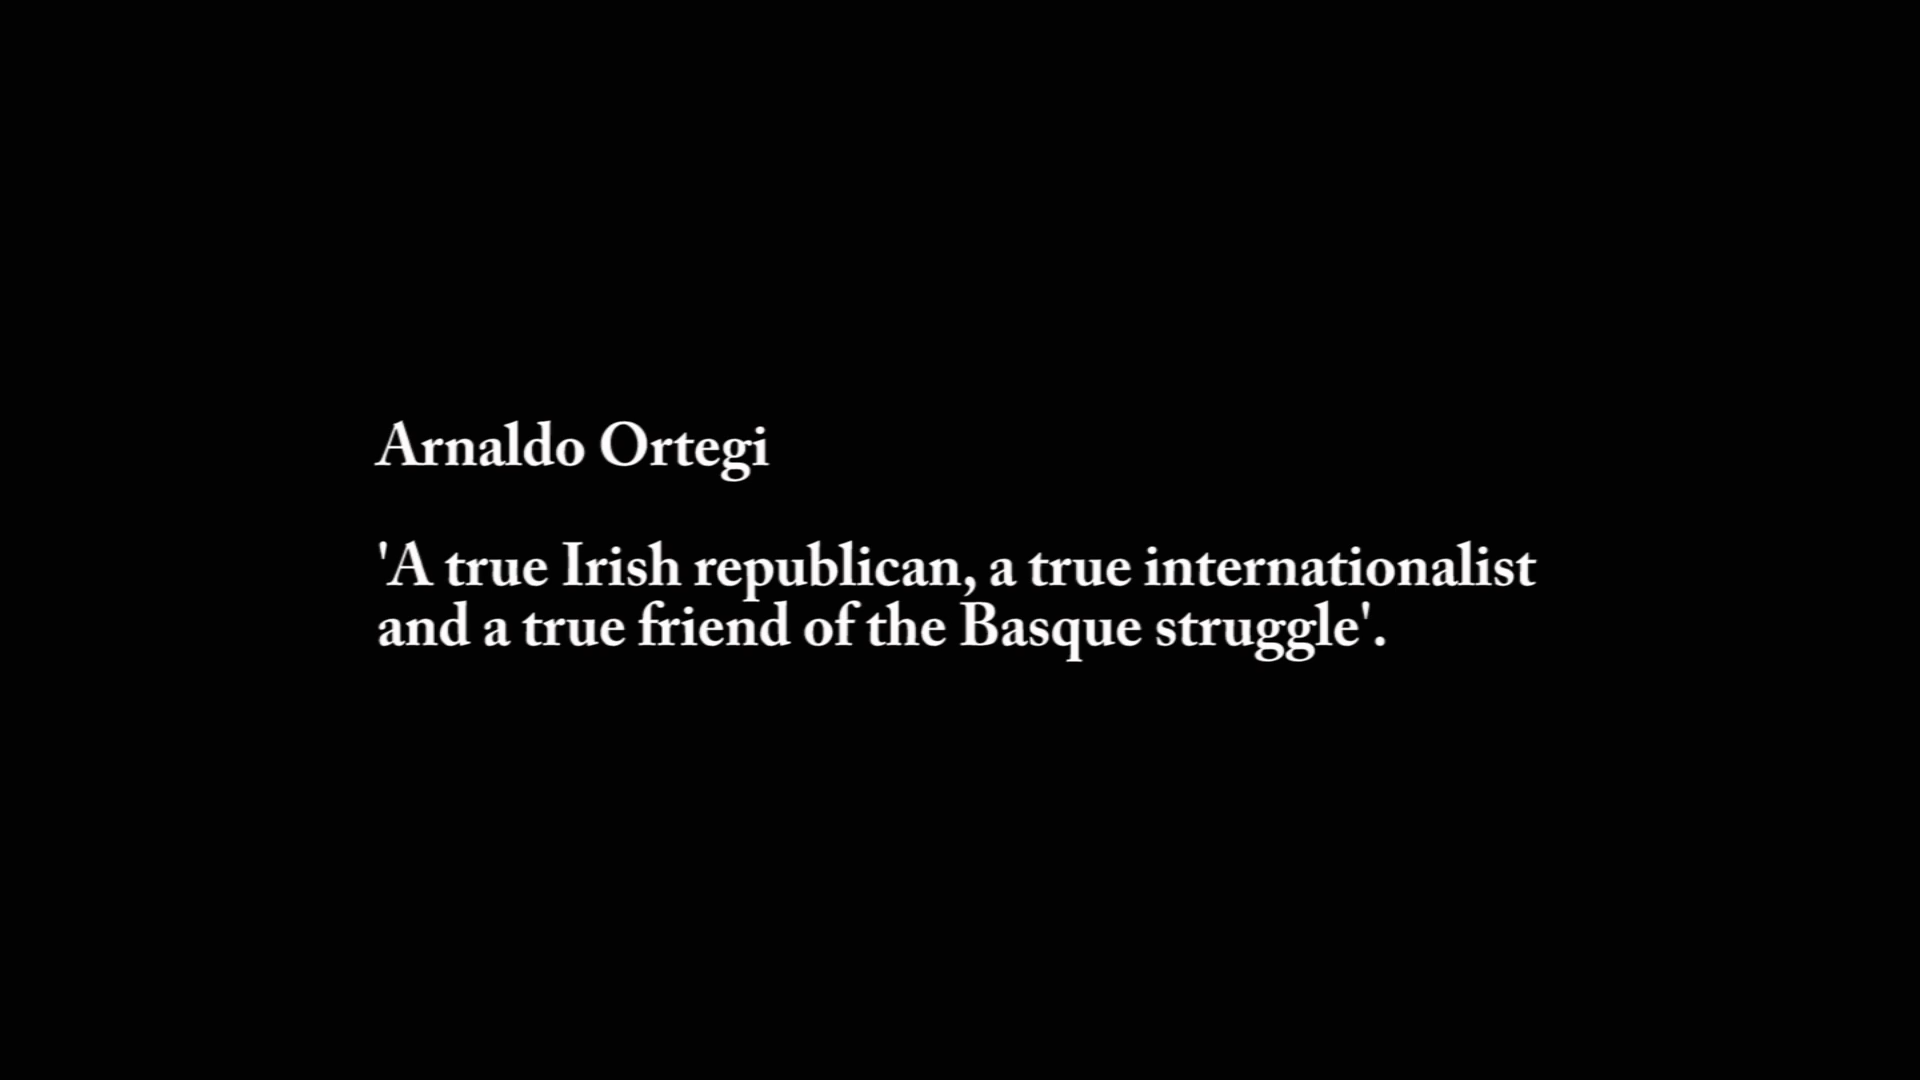 Arnaldo Ortegi
'A true Irish republican, a true internationalist
and a true friend of the Basque struggle'.